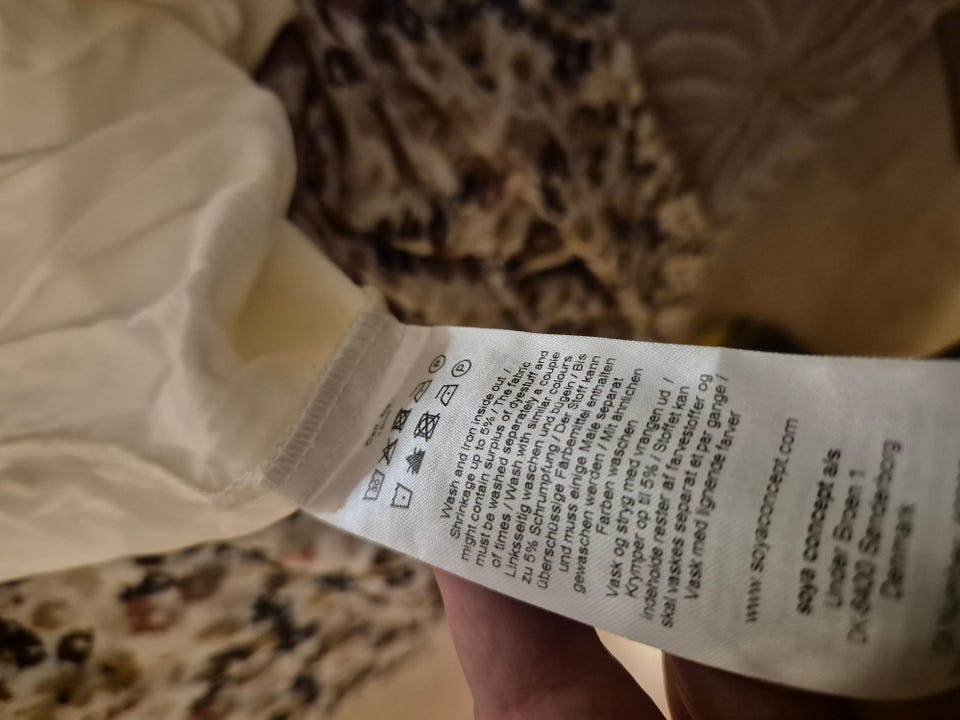 30
P
Wash and iron inside out /
Shrinkage up to 5% / The fabric
might contain surplus of dyestuff and
must be washed separately a couple
of times / Wash with similar colours
Linksseitig waschen und bügeln / Bis
zu 5% Schrumpfung / Der Stoff kann
überschüssige Farbenmittel enthalten
und muss einige Male separat
gewaschen werden / Mit ähnlichen
Farben waschen
Vask og stryg med vrangen ud /
Krymper op til 5% / Stoffet kan
indeholde rester af farvestoffer og
skal vaskes separat et par gange /
Vask med lignende farver
www.soyaconcept.com
soya concept a/s
Under Broen 1
DK-6400 Sønderborg
Denmark